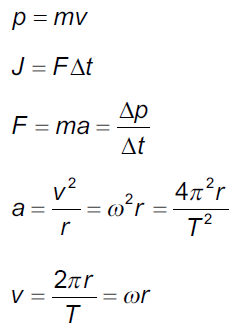 p = mv
J = FΔt
F = ma = Δp/Δt
a = v²/r = ω²r = 4π²r/T²
v = 2πr/T = ωr